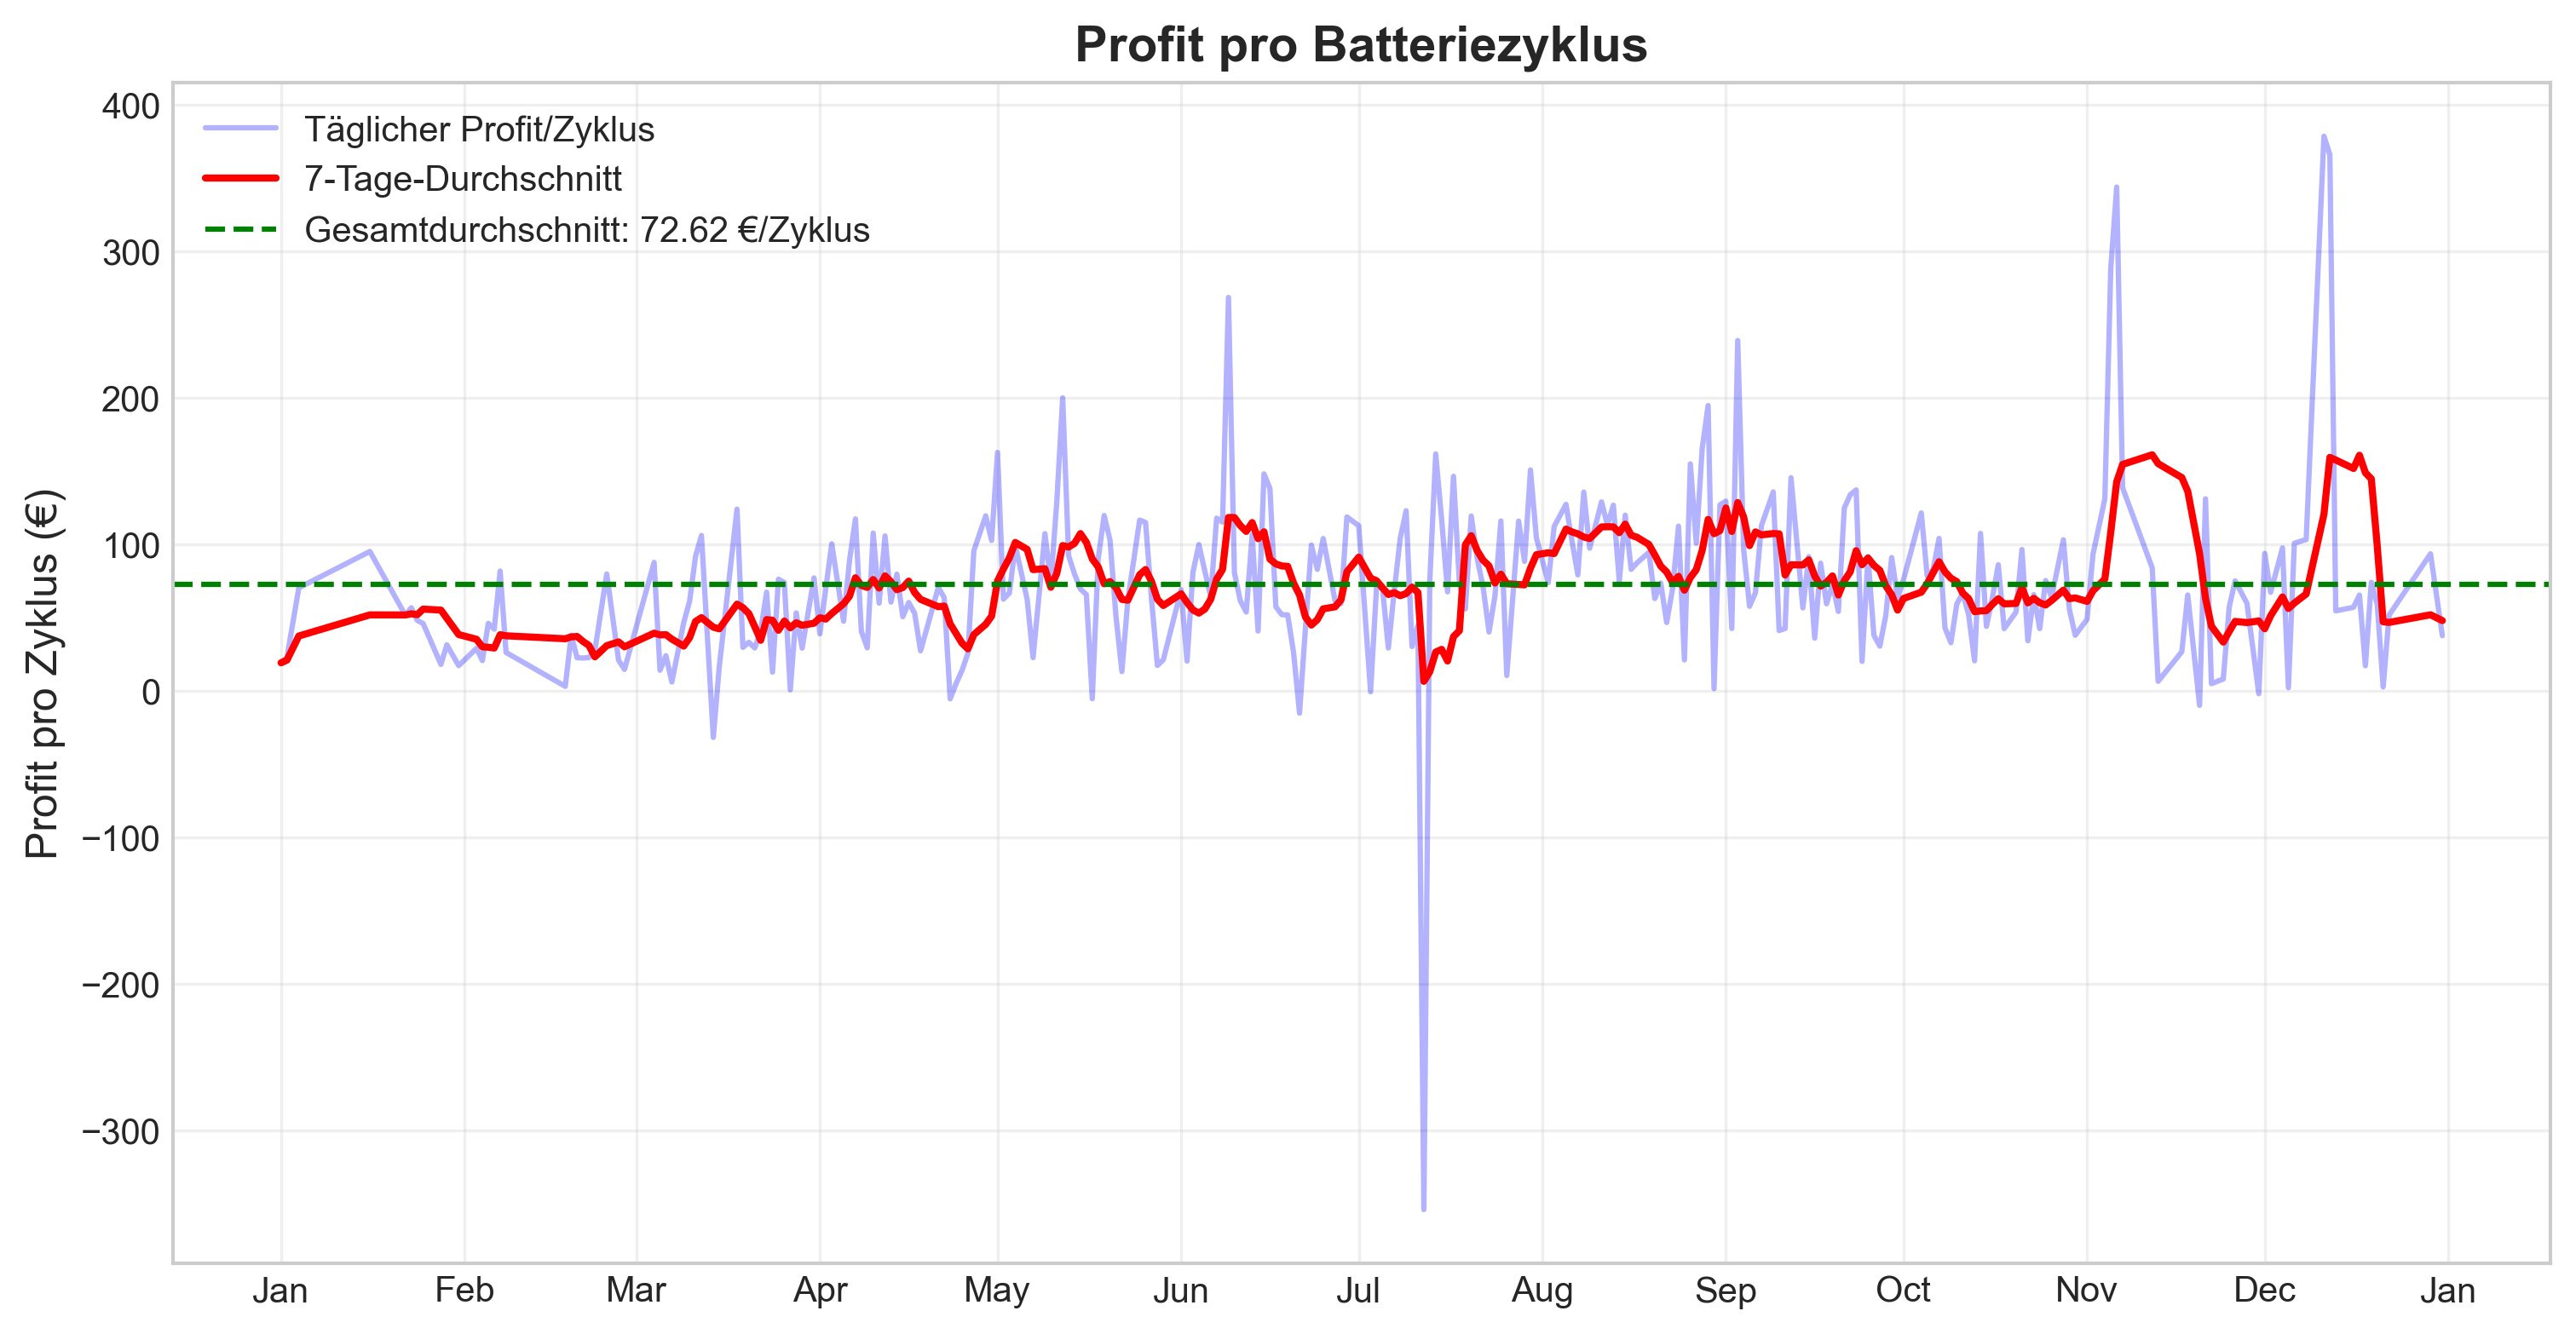 Profit pro Batteriezyklus
Täglicher Profit/Zyklus
7-Tage-Durchschnitt
Gesamtdurchschnitt: 72.62 €/Zyklus
Profit pro Zyklus (€)
400
300
200
100
0
−100
−200
−300
Jan Feb Mar Apr May Jun Jul Aug Sep Oct Nov Dec Jan